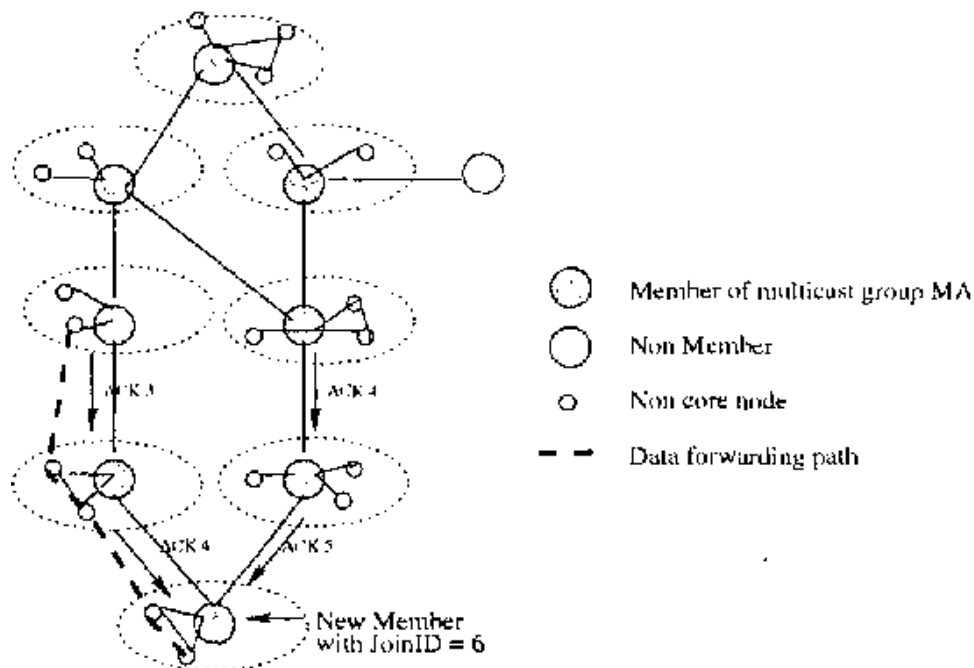 Member of multicast group MA
Non Member
ACK 3
ACK 4
Non core node
Data forwarding path
ACK 4
ACK 5
New Member
with JoinID = 6